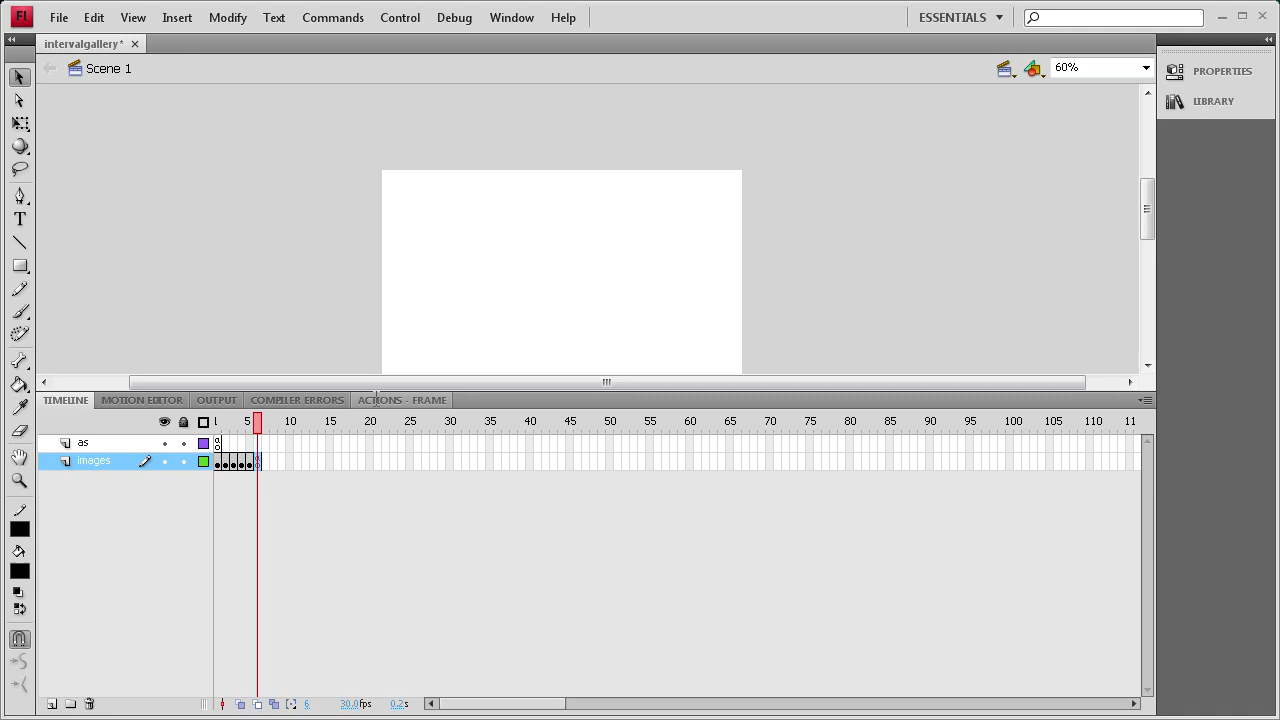 Fl File Edit View Insert Modify Text Commands Control Debug Window Help ESSENTIALS
intervalgallery*
Scene 1 60%
PROPERTIES
LIBRARY
TIMELINE MOTION EDITOR OUTPUT COMPILER ERRORS ACTIONS - FRAME
5 10 15 20 25 30 35 40 45 50 55 60 65 70 75 80 85 90 95 100 105 110 11
as
images
6 30.0fps 0.2s